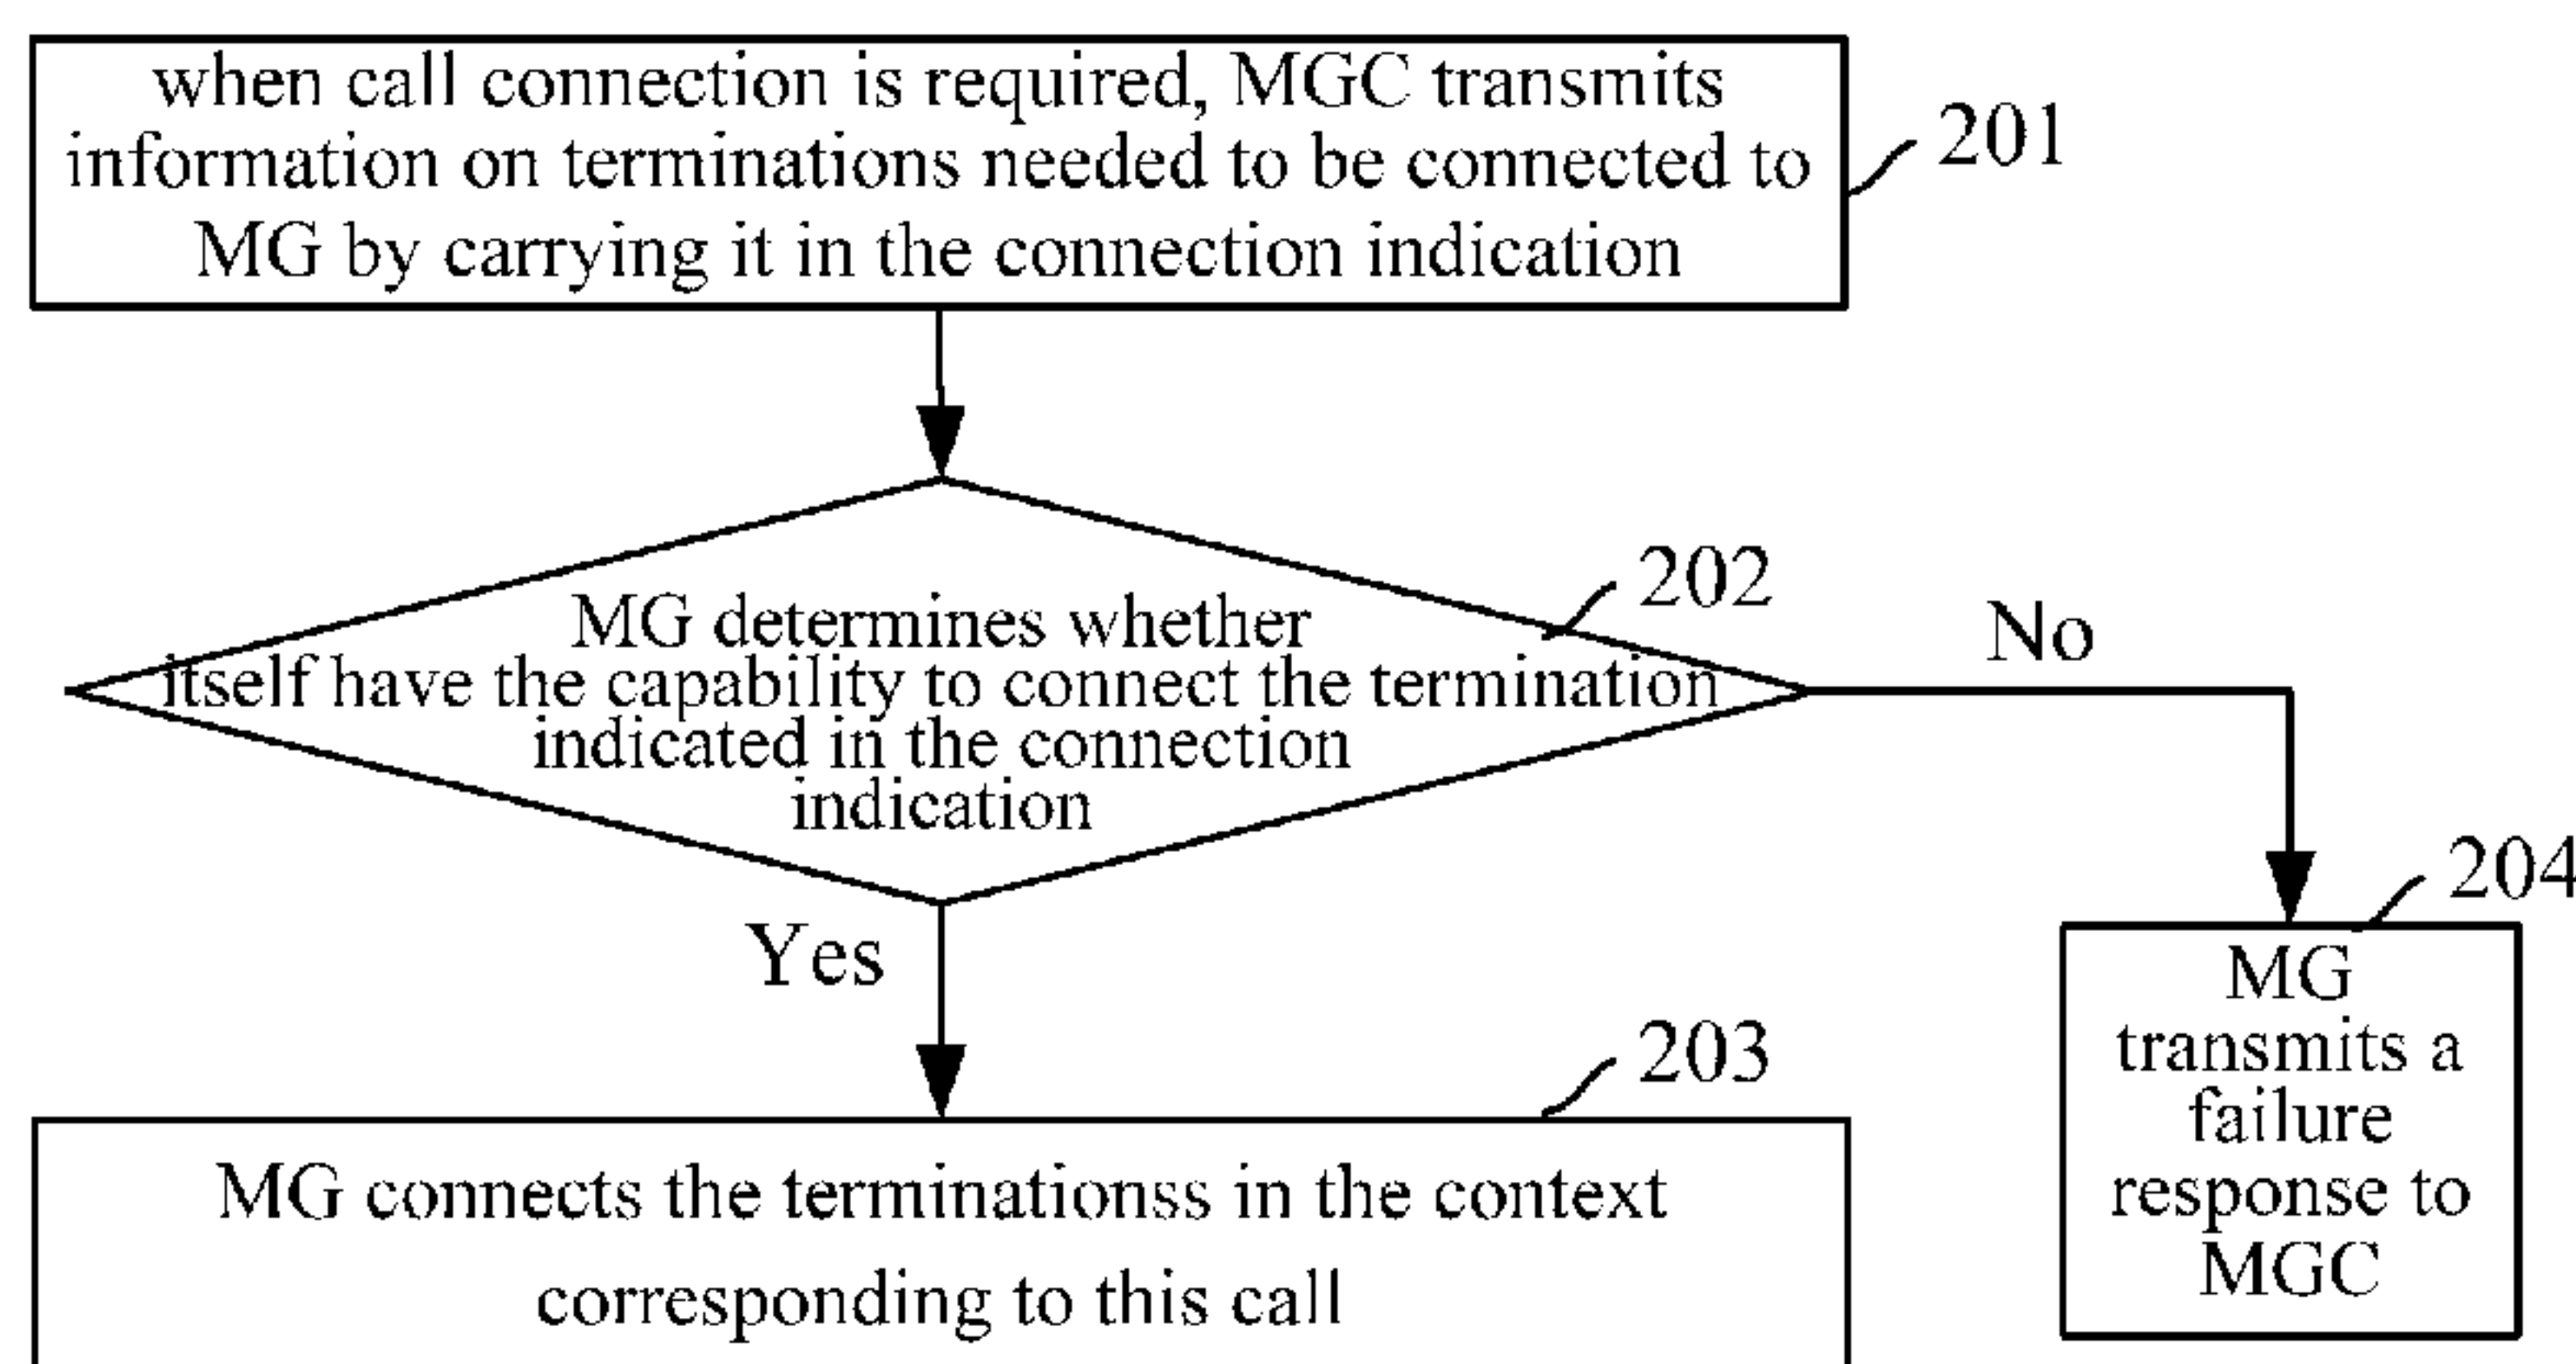 when call connection is required, MGC transmits
information on terminations needed to be connected to
MG by carrying it in the connection indication
201
202
MG determines whether
itself have the capability to connect the termination
indicated in the connection
indication
No
Yes
204
MG
transmits a
failure
response to
MGC
203
MG connects the terminationss in the context
corresponding to this call